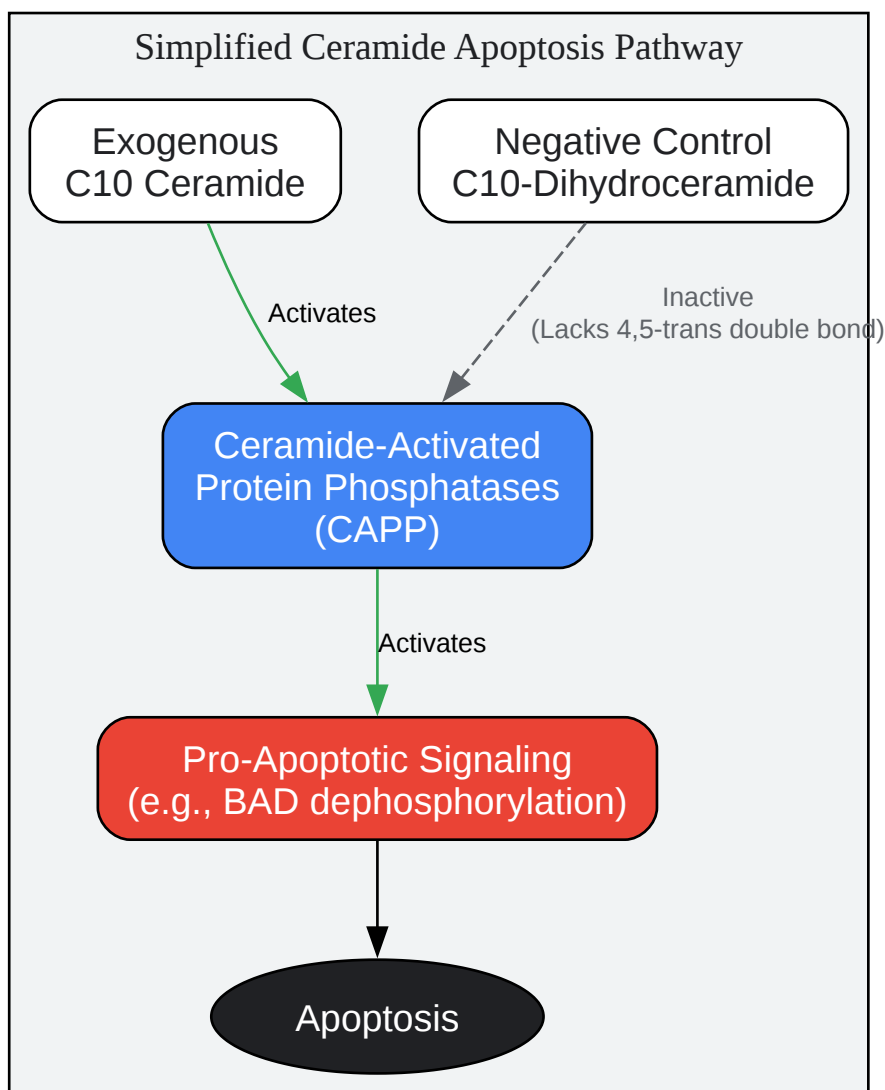 Simplified Ceramide Apoptosis Pathway
Exogenous
C10 Ceramide
Negative Control
C10-Dihydroceramide
Activates
Inactive
(Lacks 4,5-trans double bond)
Ceramide-Activated
Protein Phosphatases
(CAPP)
Activates
Pro-Apoptotic Signaling
(e.g., BAD dephosphorylation)
Apoptosis